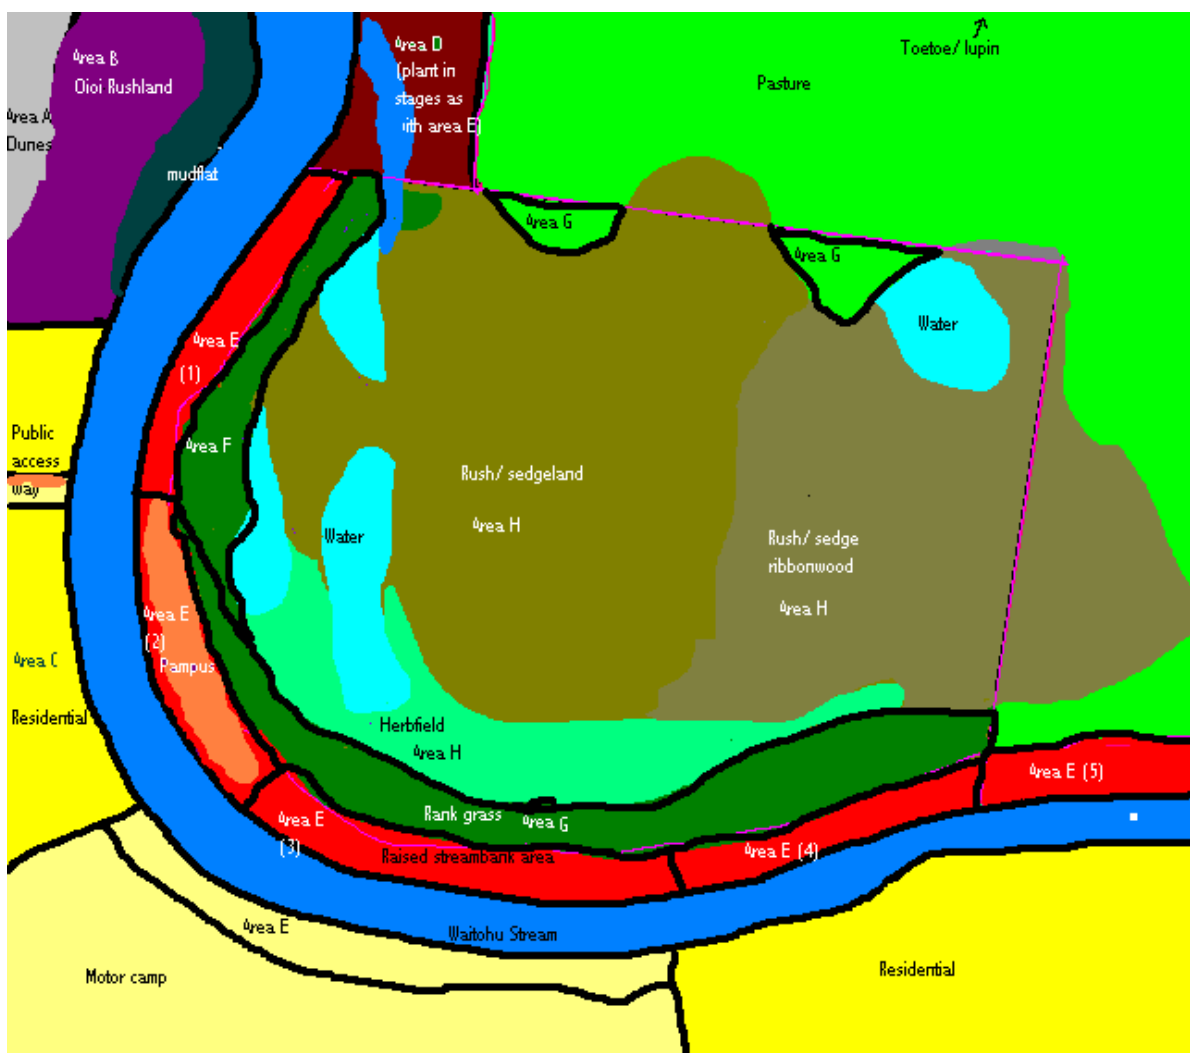 Toetoe/ lupin
Area D
(plant in
stages as
with area E)
Area B
Oioi Rushland
Pasture
Area A
Dunes
mudflat
Area G
Area G
Water
Area E
(1)
Public
access
way
Area F
Rush/ sedgeland
Area H
Water
Rush/ sedge
ribbonwood
Area H
Area E
(2)
Pampus
Area C
Residential
Herbfield
Area H
Area E (5)
Rank grass
Area G
Area E
(3)
Raised streambank area
Area E (4)
Area E
Waitohu Stream
Motor camp
Residential